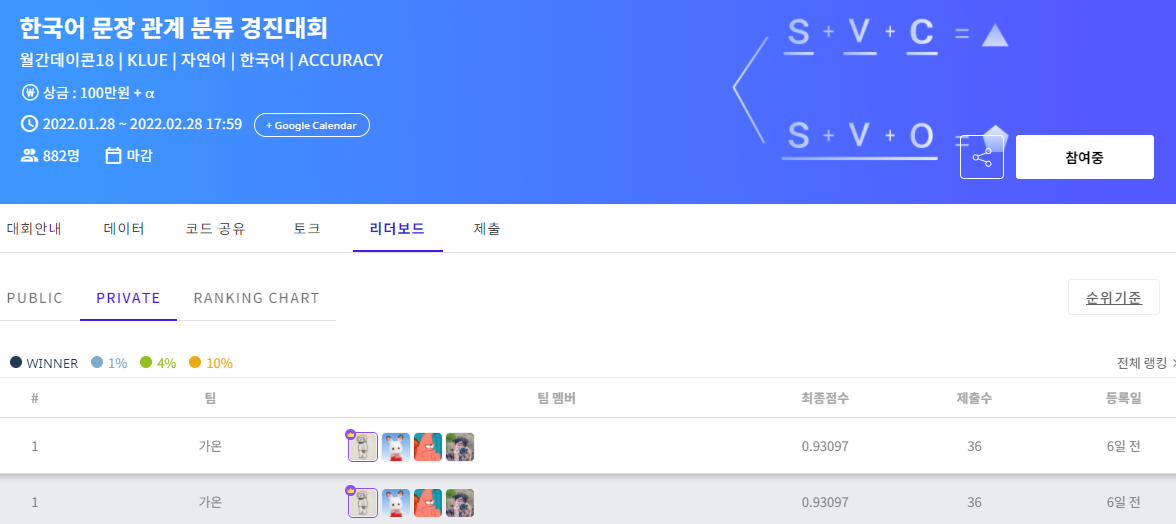 한국어 문장 관계 분류 경진대회
월간데이콘18 | KLUE | 자연어 | 한국어 | ACCURACY
상금 : 100만원 + α
2022.01.28 ~ 2022.02.28 17:59 + Google Calendar
882명 마감
S + V + C =
S + V + O =
참여중
대회안내 데이터 코드 공유 토크 리더보드 제출
PUBLIC PRIVATE RANKING CHART
순위기준
WINNER 1% 4% 10%
전체 랭킹 >
# 팀 팀 멤버 최종점수 제출수 등록일
1 가온 0.93097 36 6일 전
1 가온 0.93097 36 6일 전